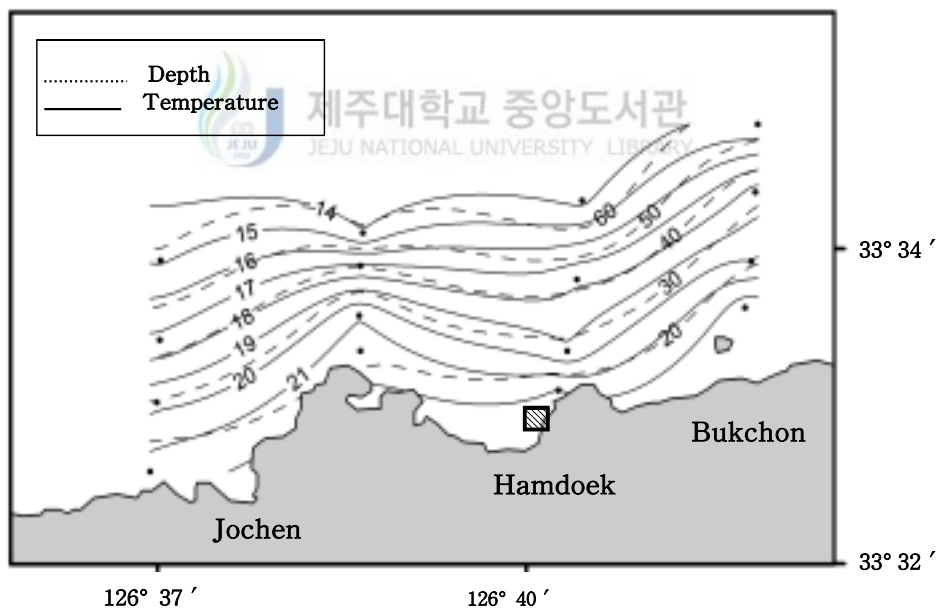 Depth
Temperature
제주대학교 중앙도서관
JEJU NATIONAL UNIVERSITY LIBRARY
JEJU
1952
14
15
16
17
18
19
20
21
60
50
40
30
20
33° 34 ′
Bukchon
Hamdoek
Jochen
33° 32 ′
126° 37 ′
126° 40 ′